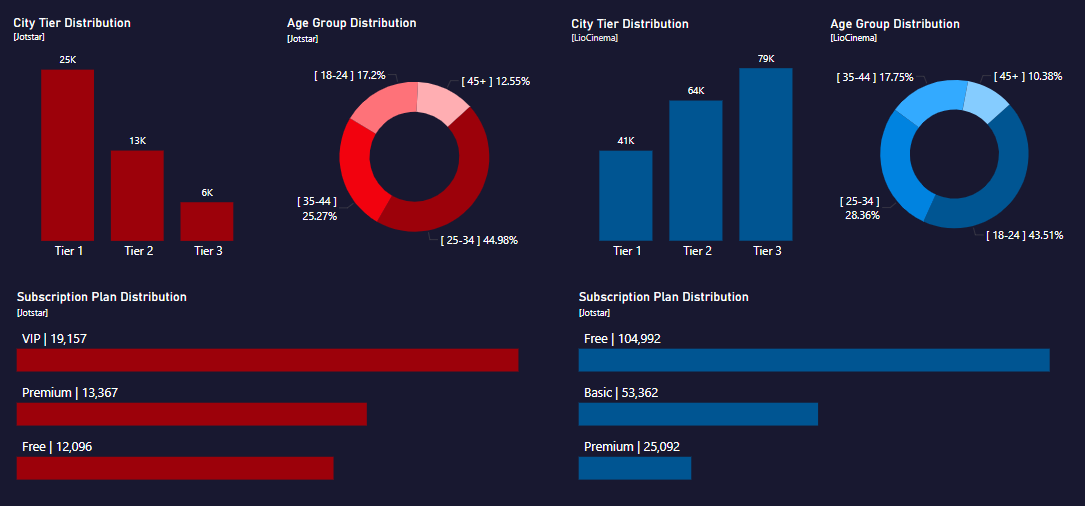 City Tier Distribution
[Jotstar]
25K
13K
6K
Tier 1
Tier 2
Tier 3
Age Group Distribution
[Jotstar]
[ 18-24 ] 17.2%
[ 45+ ] 12.55%
[ 35-44 ]
25.27%
[ 25-34 ] 44.98%
City Tier Distribution
[LioCinema]
41K
64K
79K
Tier 1
Tier 2
Tier 3
Age Group Distribution
[LioCinema]
[ 35-44 ] 17.75%
[ 45+ ] 10.38%
[ 25-34 ]
28.36%
[ 18-24 ] 43.51%
Subscription Plan Distribution
[Jotstar]
VIP | 19,157
Premium | 13,367
Free | 12,096
Subscription Plan Distribution
[Jotstar]
Free | 104,992
Basic | 53,362
Premium | 25,092